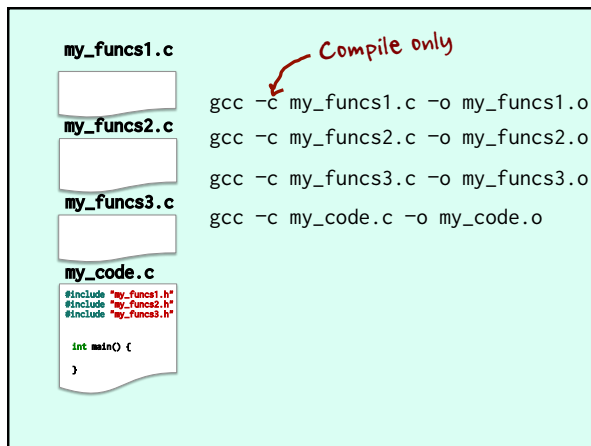 my_funcs1.c
Compile only
gcc -c my_funcs1.c -o my_funcs1.o
my_funcs2.c
gcc -c my_funcs2.c -o my_funcs2.o
gcc -c my_funcs3.c -o my_funcs3.o
my_funcs3.c
gcc -c my_code.c -o my_code.o
my_code.c
#include "my_funcs1.h"
#include "my_funcs2.h"
#include "my_funcs3.h"
int main() {
}